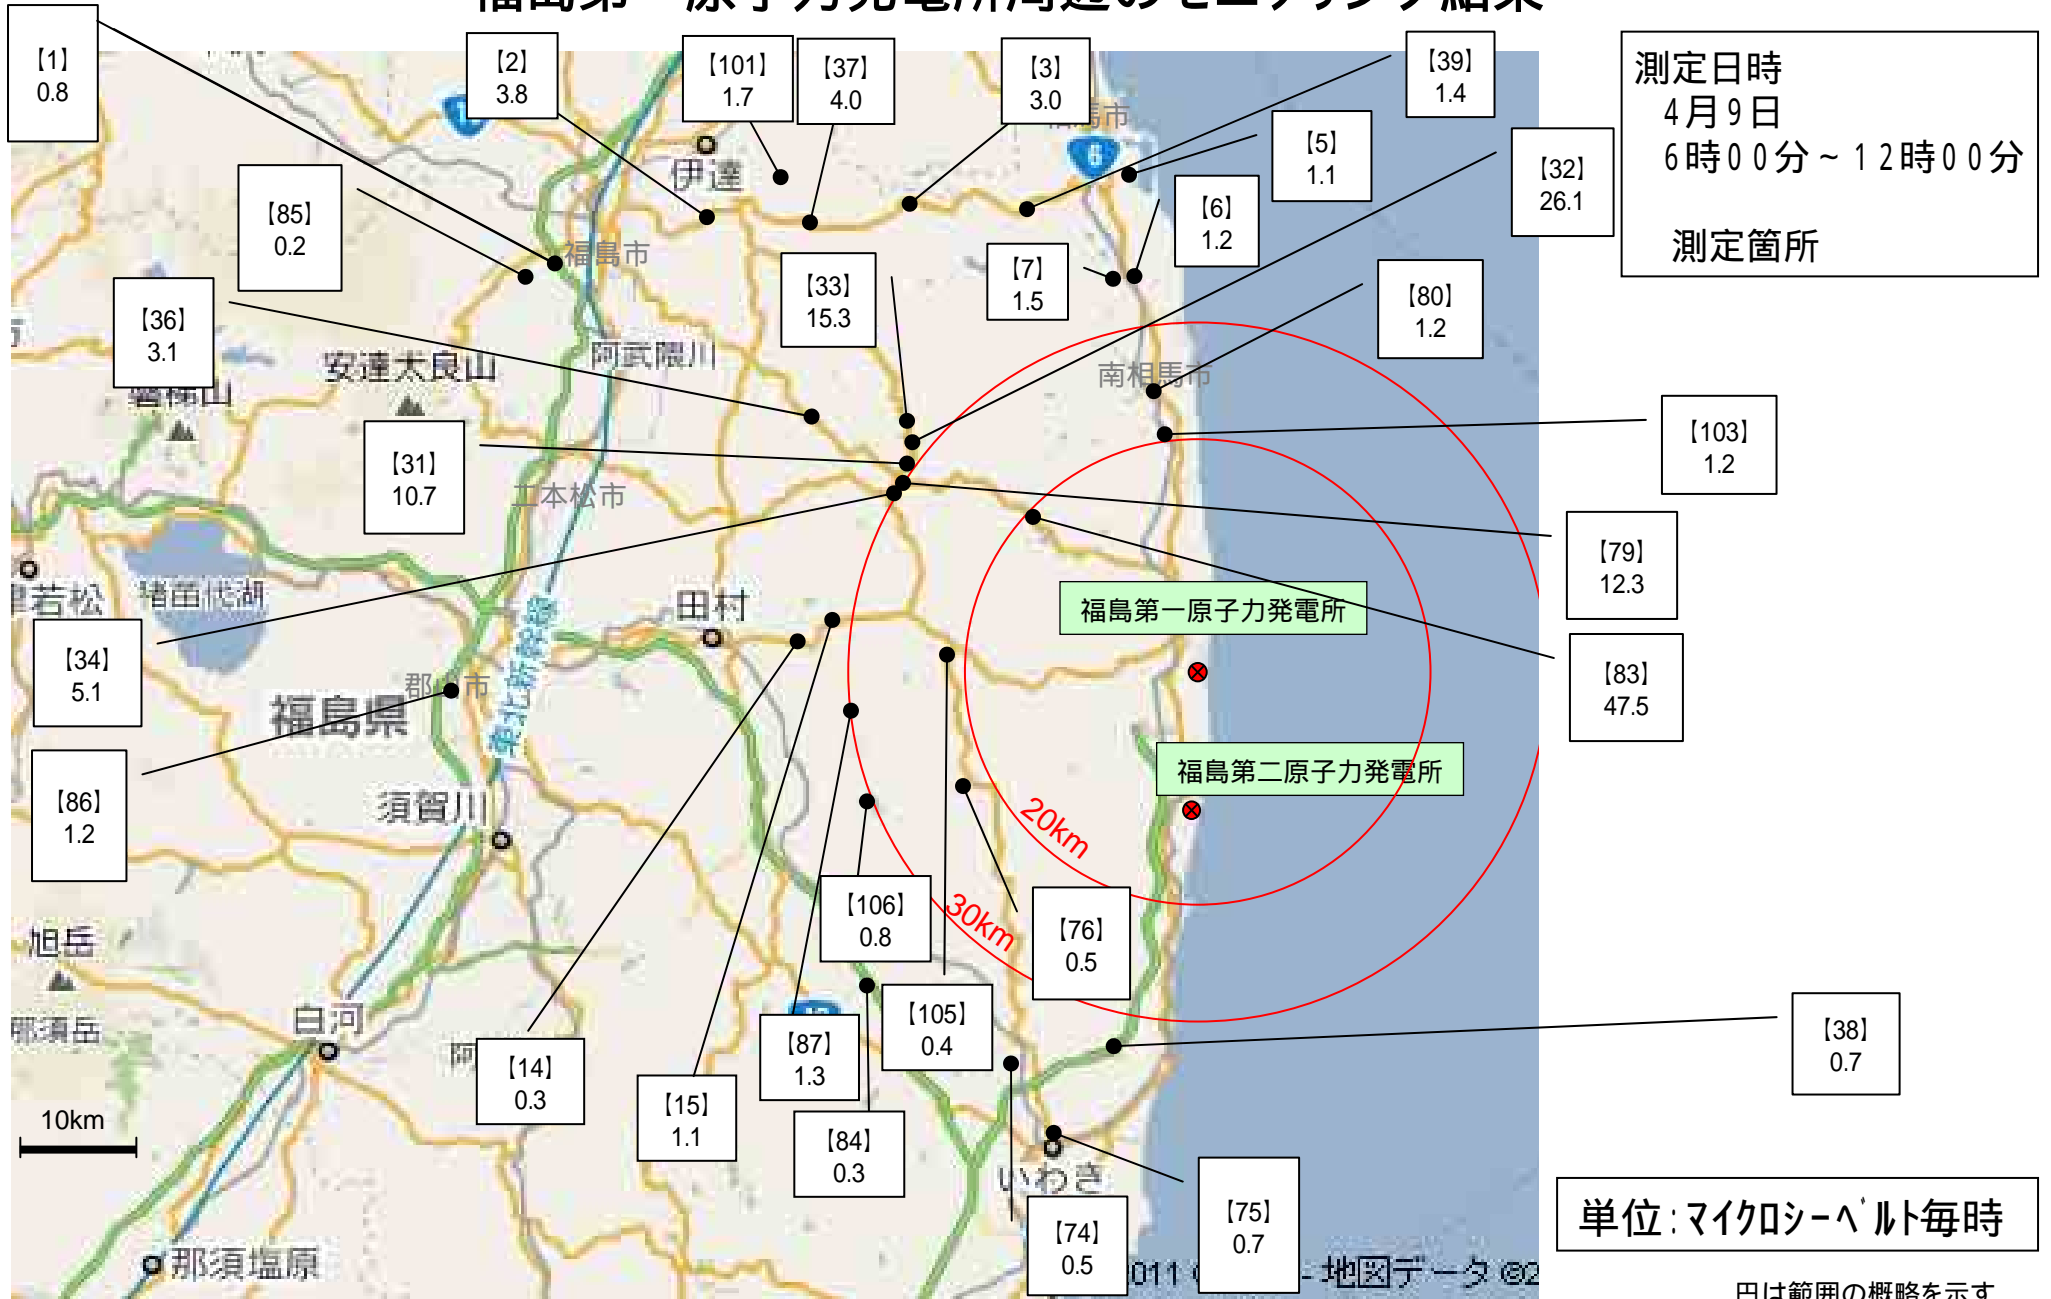 福島第一原子力発電所周辺のモニタリング結果
【1】
0.8
【2】
3.8
【101】
1.7
【37】
4.0
【3】
3.0
【39】
1.4
【5】
1.1
【32】
26.1
測定日時
4月9日
6時00分~12時00分
測定箇所
【85】
0.2
【6】
1.2
【7】
1.5
【33】
15.3
【80】
1.2
【36】
3.1
【31】
10.7
【103】
1.2
【79】
12.3
【34】
5.1
【83】
47.5
【86】
1.2
【106】
0.8
【76】
0.5
【105】
0.4
【87】
1.3
【14】
0.3
【15】
1.1
【84】
0.3
【38】
0.7
【74】
0.5
【75】
0.7
伊達
福島市
6
阿武隈川
安達太良山
磐梯山
南相馬市
二本松市
猪苗代湖
若松
田村
福島第一原子力発電所
福島第二原子力発電所
東北新幹線
福島県
須賀川
20km
30km
旭岳
那須岳
白河
10km
いわき
那須塩原
単位:マイクロシーベルト毎時
地図データ
円は範囲の概略を示す